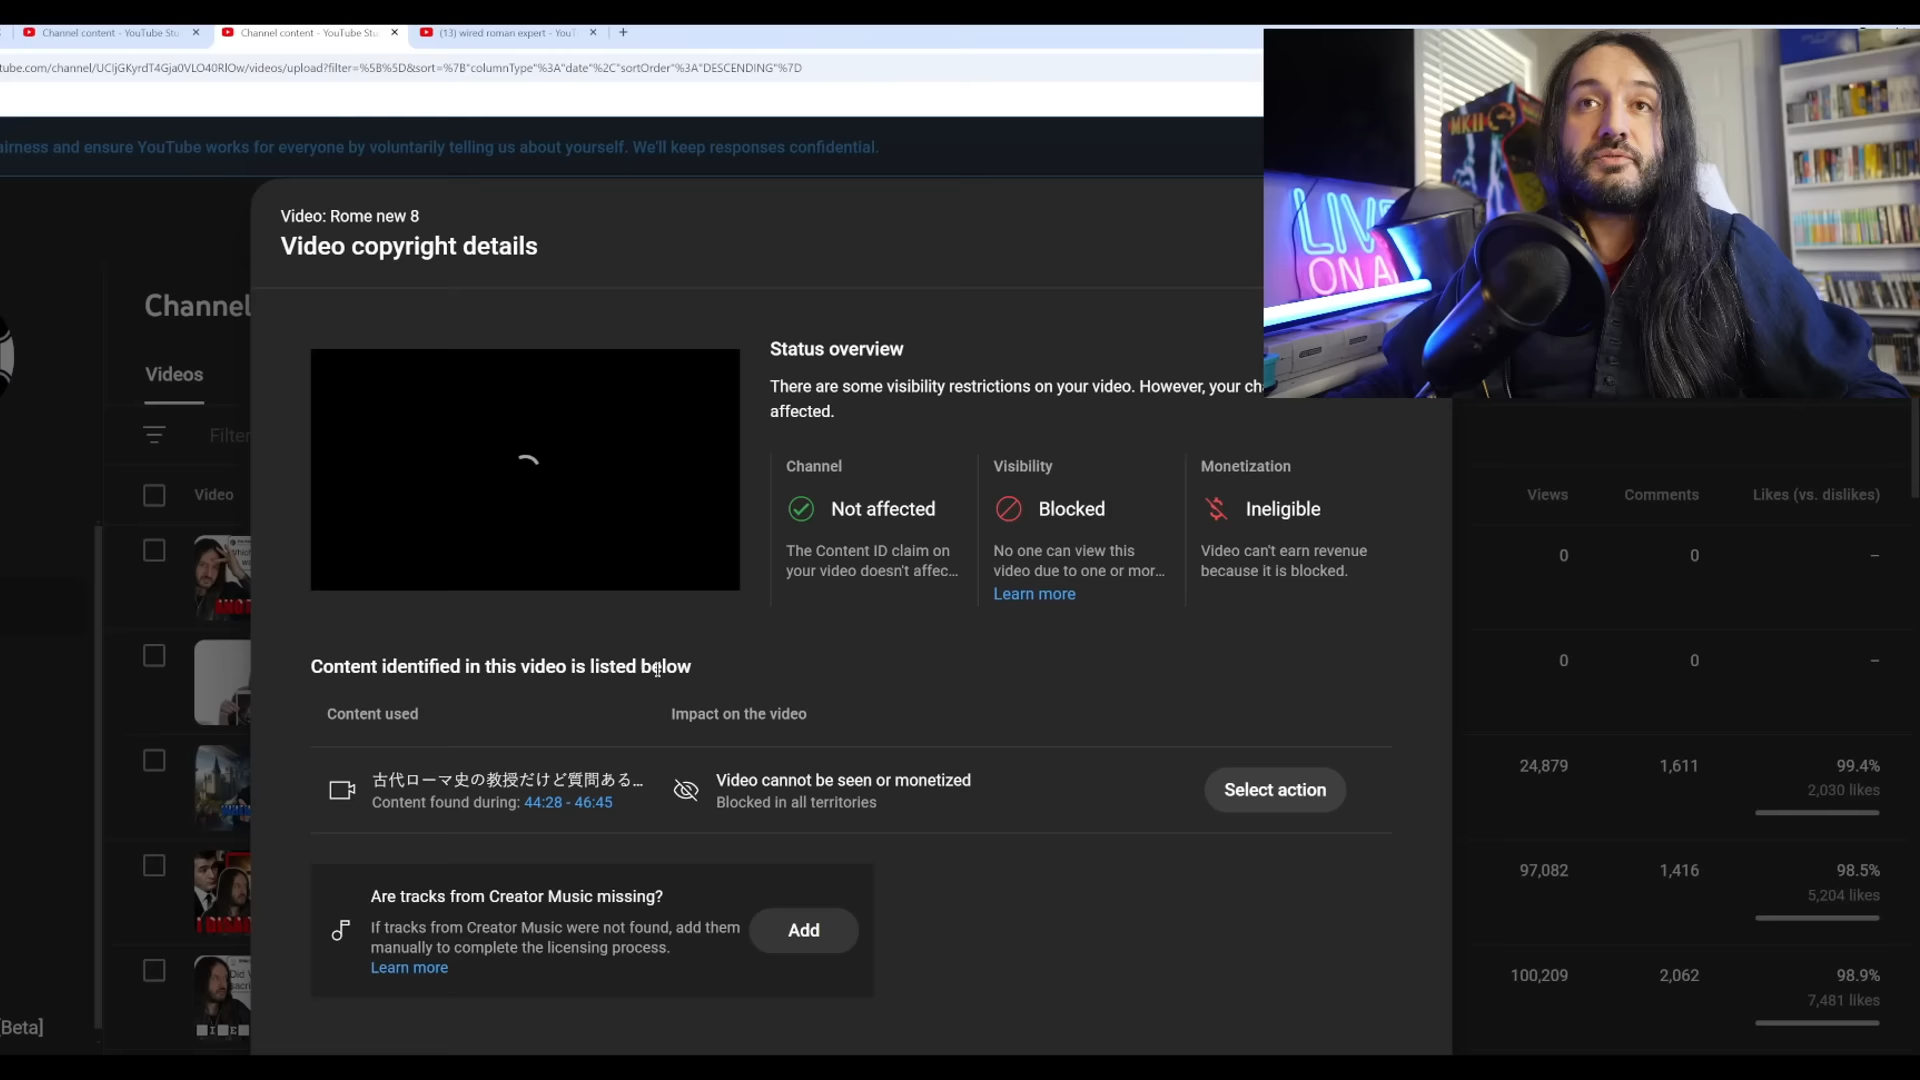 Channel content - YouTube Stu
Channel content - YouTube Stu
(13) wired roman expert - YouT
tube.com/channel/UCljGKyrdT4Gja0VLO40RlOw/videos/upload?filter=%5B%5D&sort=%7B"columnType"%3A"date"%2C"sortOrder"%3A"DESCENDING"%7D
airness and ensure YouTube works for everyone by voluntarily telling us about yourself. We'll keep responses confidential.
MKII
LIVE
ON A
Video: Rome new 8
Video copyright details
Channel
Videos
Filter
Video
Status overview
There are some visibility restrictions on your video. However, your ch
affected.
Channel
Not affected
The Content ID claim on
your video doesn't affec...
Visibility
Blocked
No one can view this
video due to one or mor...
Learn more
Monetization
Ineligible
Video can't earn revenue
because it is blocked.
Content identified in this video is listed below
Content used
Impact on the video
古代ローマ史の教授だけど質問ある...
Content found during: 44:28 - 46:45
Video cannot be seen or monetized
Blocked in all territories
Select action
Are tracks from Creator Music missing?
If tracks from Creator Music were not found, add them
manually to complete the licensing process.
Learn more
Add
Views
Comments
Likes (vs. dislikes)
0
0
–
0
0
–
24,879
1,611
99.4%
2,030 likes
97,082
1,416
98.5%
5,204 likes
100,209
2,062
98.9%
7,481 likes
[Beta]